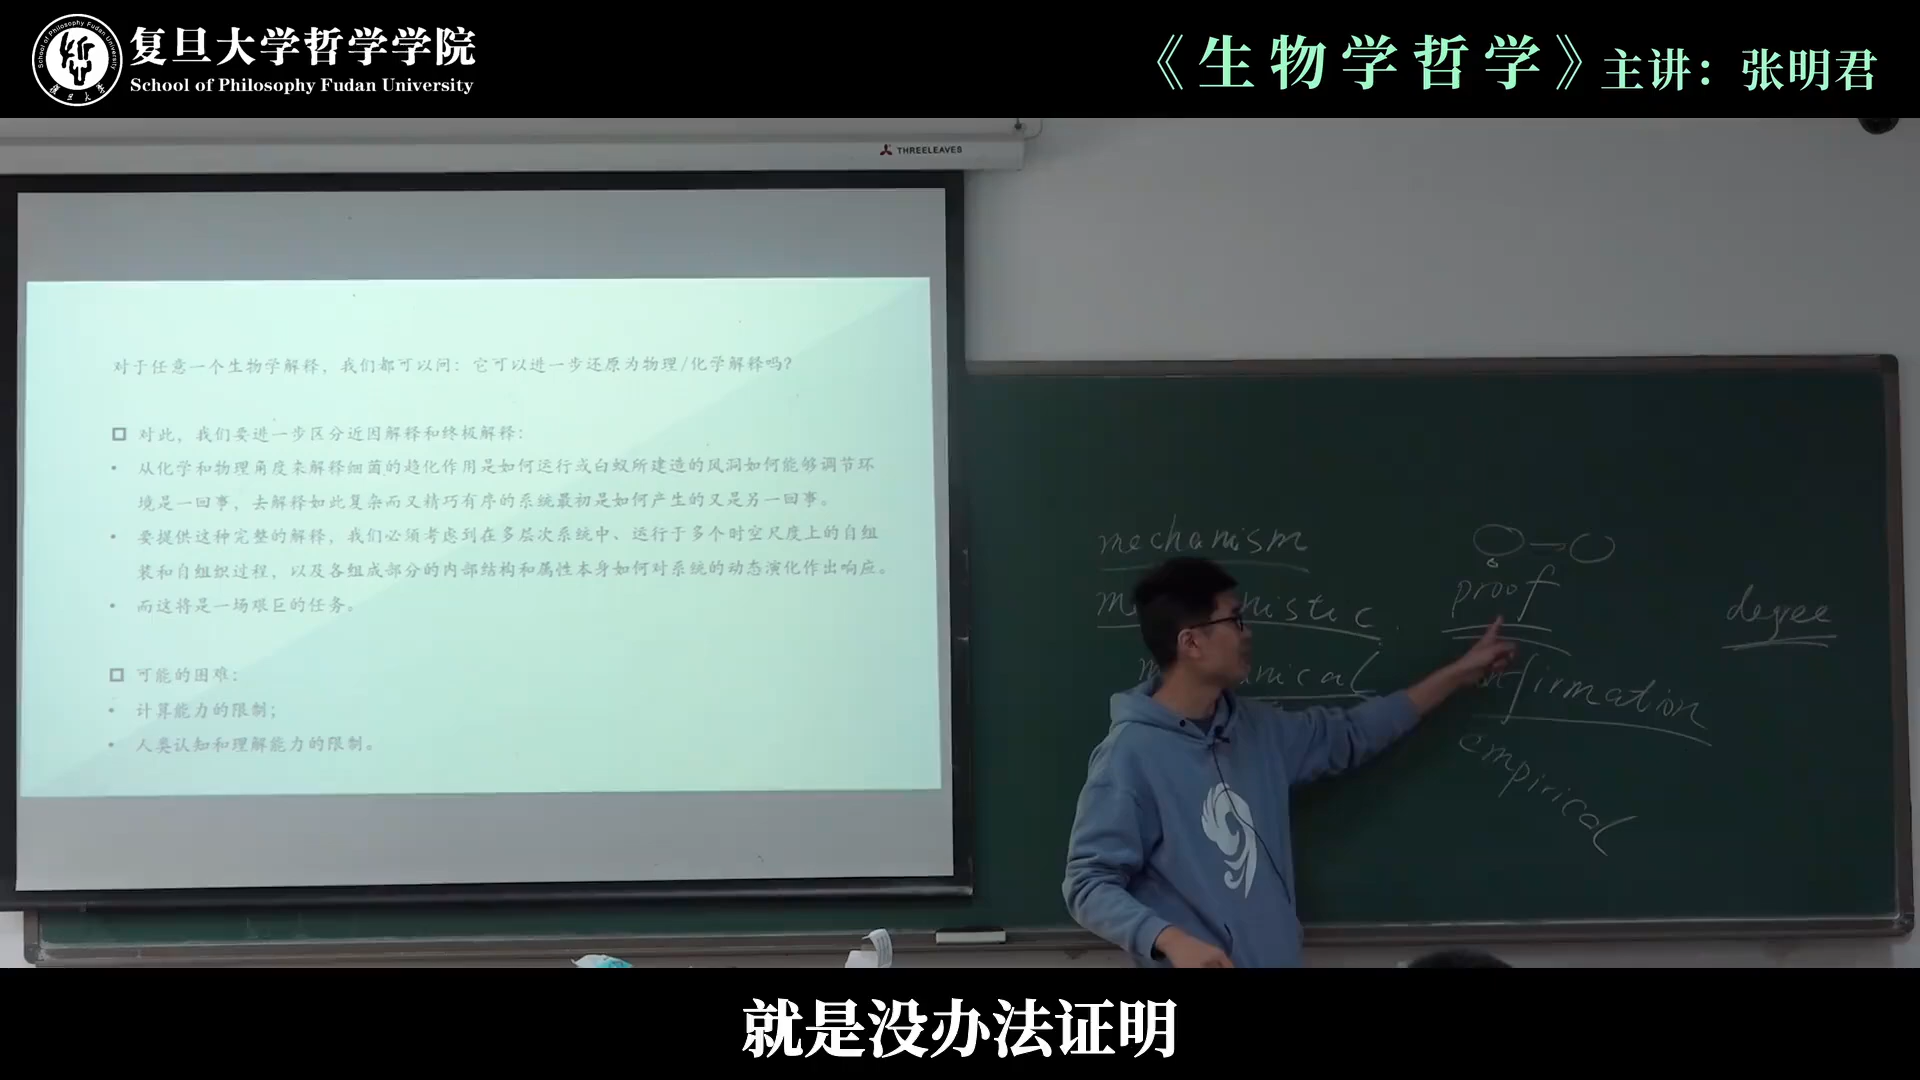 复旦大学哲学学院
School of Philosophy Fudan University
《生物学哲学》主讲：张明君
THREELEAVES
对于任意一个生物学解释，我们都可以问：它可以进一步还原为物理/化学解释吗？
对此，我们要进一步区分近因解释和终极解释：
• 从化学和物理角度来解释细菌的趋化作用是如何运行或白蚁所建造的风洞如何能够调节环
境是一回事，去解释如此复杂而又精巧有序的系统最初是如何产生的又是另一回事。
• 要提供这种完整的解释，我们必须考虑到在多层次系统中、运行于多个时空尺度上的自组
装和自组织过程，以及各组成部分的内部结构和属性本身如何对系统的动态演化作出响应。
• 而这将是一场艰巨的任务。
可能的困难：
• 计算能力的限制；
• 人类认知和理解能力的限制。
mechanism
proof
degree
empirical
就是没办法证明